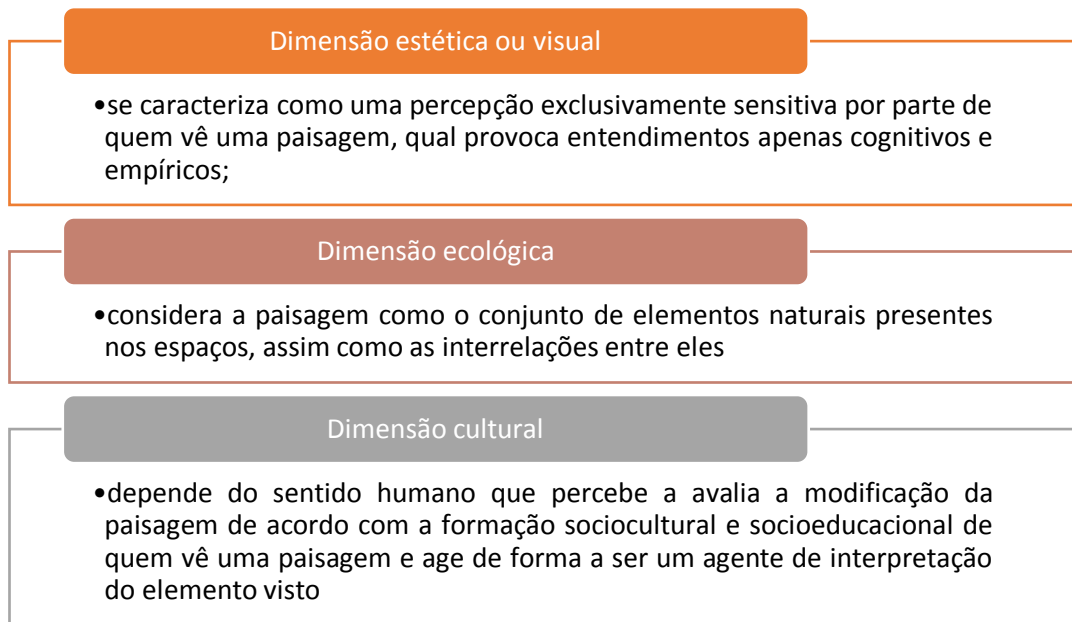 Dimensão estética ou visual
•se caracteriza como uma percepção exclusivamente sensitiva por parte de
quem vê uma paisagem, qual provoca entendimentos apenas cognitivos e
empíricos;
Dimensão ecológica
•considera a paisagem como o conjunto de elementos naturais presentes
nos espaços, assim como as interrelações entre eles
Dimensão cultural
•depende do sentido humano que percebe a avalia a modificação da
paisagem de acordo com a formação sociocultural e socioeducacional de
quem vê uma paisagem e age de forma a ser um agente de interpretação
do elemento visto